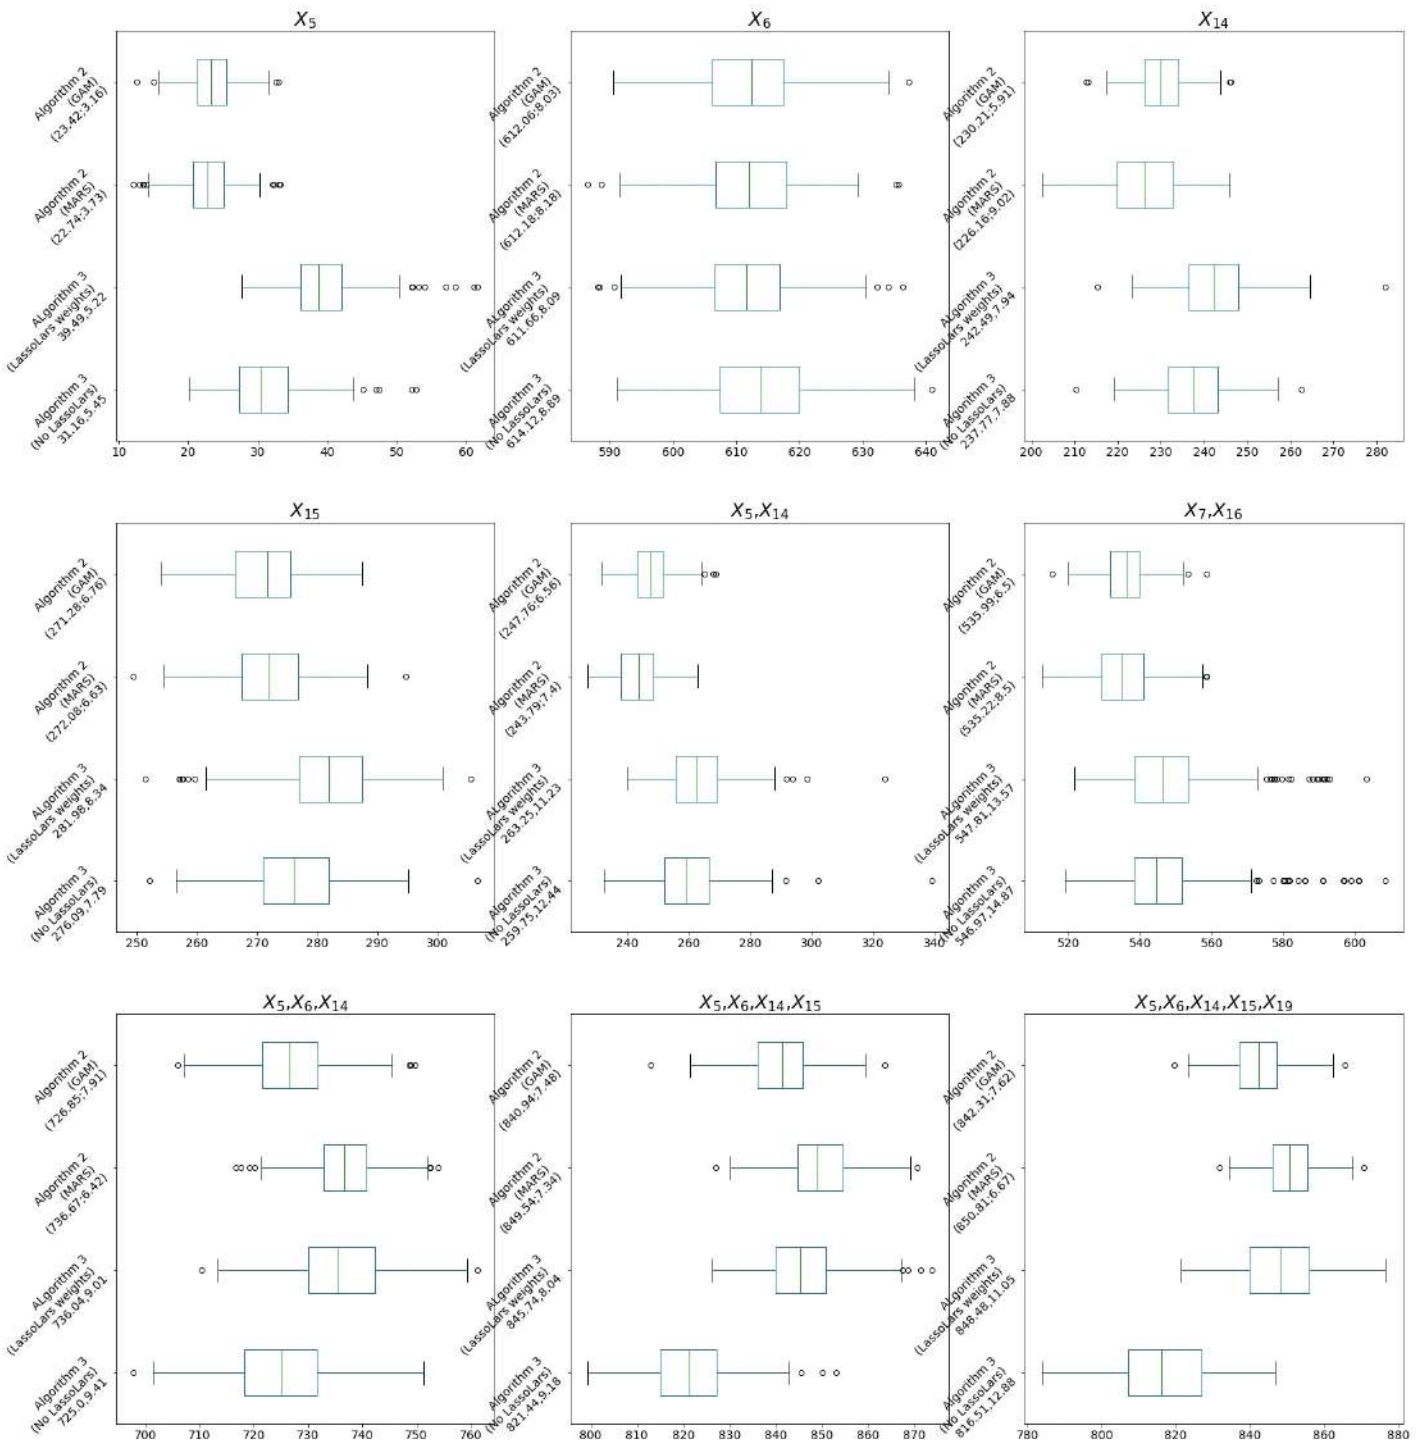 X5
X6
X14
Algorithm 2
(GAM)
(23.42;3.16)
Algorithm 2
(MARS)
(22.74;3.73)
ALgorithm 3
(LassoLars weights)
39.49,5.22
Algorithm 3
(No LassoLars)
31.16,5.45
10 20 30 40 50 60
Algorithm 2
(GAM)
(612.06;8.03)
Algorithm 2
(MARS)
(612.18;8.18)
ALgorithm 3
(LassoLars weights)
611.66,8.09
Algorithm 3
(No LassoLars)
614.12,8.89
590 600 610 620 630 640
Algorithm 2
(GAM)
(230.21;5.91)
Algorithm 2
(MARS)
(226.16;9.02)
ALgorithm 3
(LassoLars weights)
242.49,7.94
Algorithm 3
(No LassoLars)
237.77,7.88
200 210 220 230 240 250 260 270 280
X15
X5,X14
X7,X16
Algorithm 2
(GAM)
(271.28;6.76)
Algorithm 2
(MARS)
(272.08;6.63)
ALgorithm 3
(LassoLars weights)
281.98,8.34
Algorithm 3
(No LassoLars)
276.09,7.79
250 260 270 280 290 300
Algorithm 2
(GAM)
(247.76;6.56)
Algorithm 2
(MARS)
(243.79;7.4)
ALgorithm 3
(LassoLars weights)
263.25,11.23
Algorithm 3
(No LassoLars)
259.75,12.44
240 260 280 300 320 340
Algorithm 2
(GAM)
(535.99;6.5)
Algorithm 2
(MARS)
(535.22;8.5)
ALgorithm 3
(LassoLars weights)
547.81,13.57
Algorithm 3
(No LassoLars)
546.97,14.87
520 540 560 580 600
X5,X6,X14
X5,X6,X14,X15
X5,X6,X14,X15,X19
Algorithm 2
(GAM)
(726.85;7.91)
Algorithm 2
(MARS)
(736.67;6.42)
ALgorithm 3
(LassoLars weights)
736.04,9.01
Algorithm 3
(No LassoLars)
725.0,9.41
700 710 720 730 740 750 760
Algorithm 2
(GAM)
(840.94;7.48)
Algorithm 2
(MARS)
(849.54;7.34)
ALgorithm 3
(LassoLars weights)
845.74,8.04
Algorithm 3
(No LassoLars)
821.44,9.18
800 810 820 830 840 850 860 870
Algorithm 2
(GAM)
(842.31;7.62)
Algorithm 2
(MARS)
(850.81;6.67)
ALgorithm 3
(LassoLars weights)
848.48,11.05
Algorithm 3
(No LassoLars)
816.51,12.88
780 800 820 840 860 880